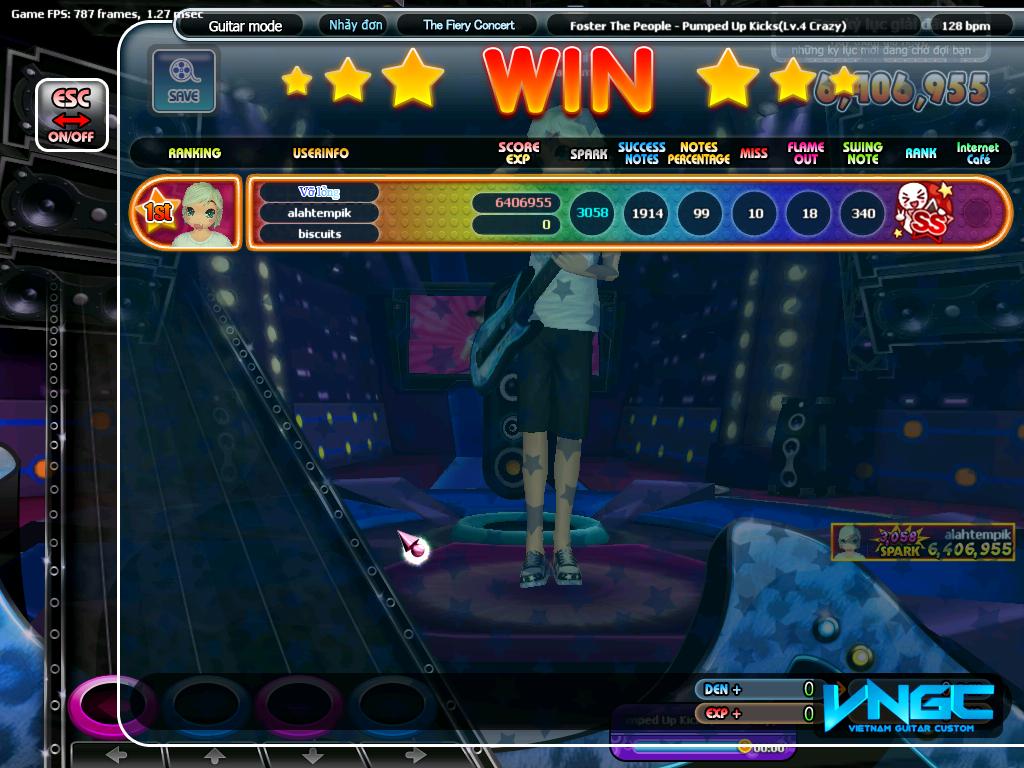 Game FPS: 787 frames, 1.27 msec
Guitar mode
Nhảy đơn
The Fiery Concert
Foster The People - Pumped Up Kicks(Lv.4 Crazy)
128 bpm
những kỷ lục mới đang chờ đợi bạn
SAVE
WIN
6,406,955
ESC
ON/OFF
RANKING
USERINFO
SCORE EXP
SPARK
SUCCESS NOTES
NOTES PERCENTAGE
MISS
FLAME OUT
SWING NOTE
RANK
Internet Café
1st
Võ lồng
alahtempik
biscuits
6406955
0
3058
1914
99
10
18
340
SS
alahtempik
3,058 SPARK
6,406,955
DEN + 0
EXP + 0
VNGC
VIETNAM GUITAR CUSTOM
00:00